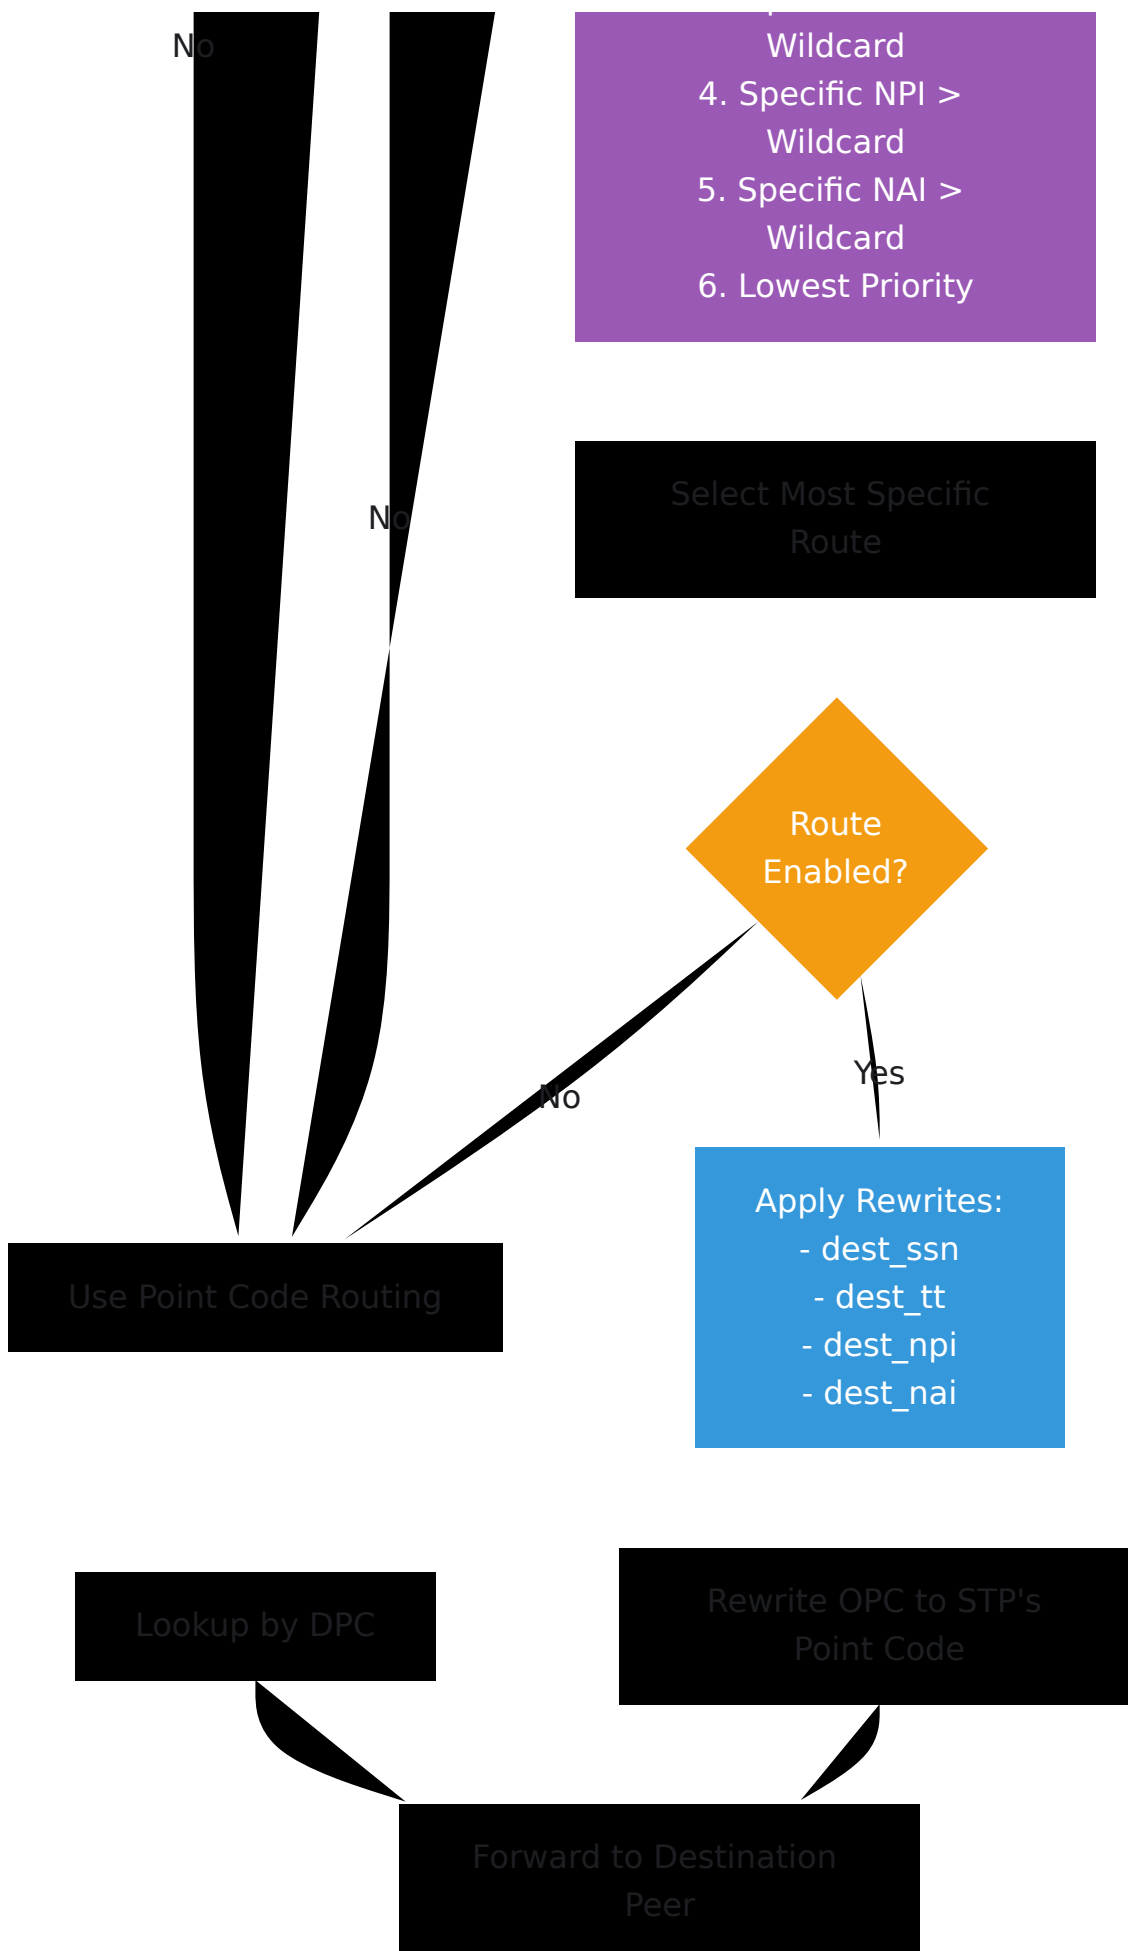 No
Wildcard
4. Specific NPI >
Wildcard
5. Specific NAI >
Wildcard
6. Lowest Priority
Select Most Specific
Route
No
Route
Enabled?
Yes
No
Apply Rewrites:
- dest_ssn
- dest_tt
- dest_npi
- dest_nai
Use Point Code Routing
Rewrite OPC to STP's
Point Code
Lookup by DPC
Forward to Destination
Peer